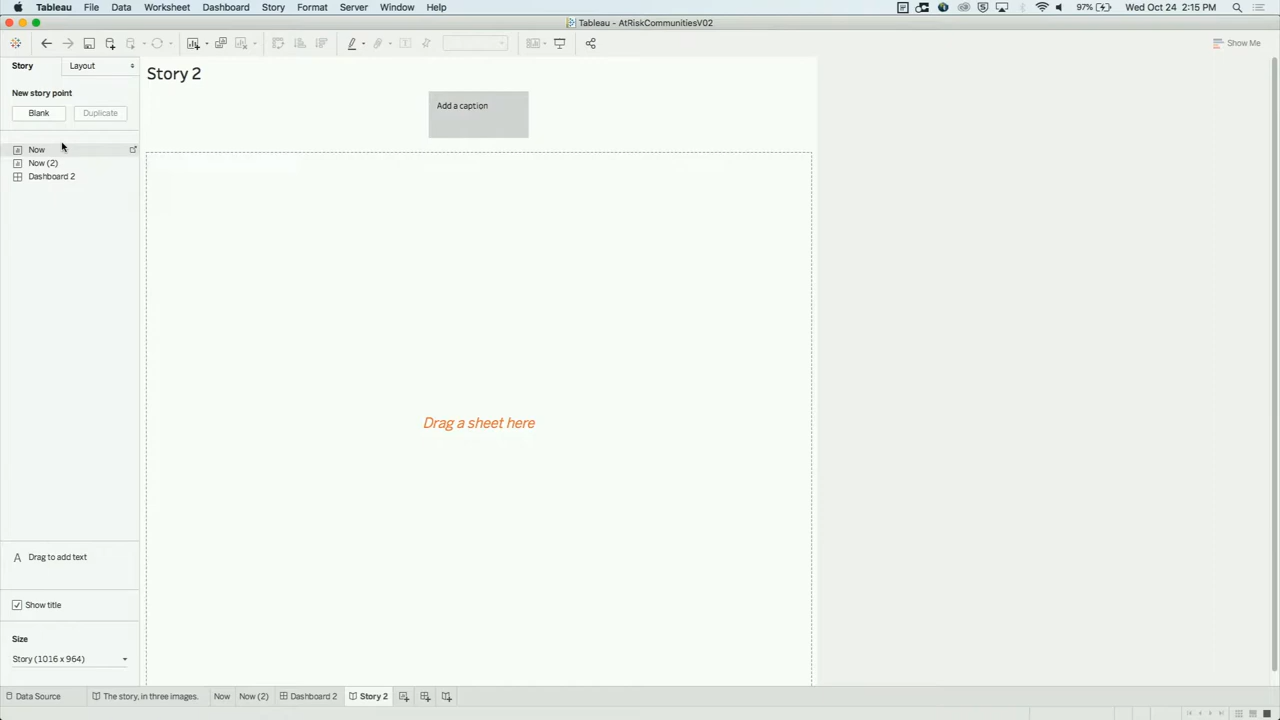 Tableau File Edit Data Worksheet Dashboard Story Format Server Window Help 97% Wed Oct 24 2:15 PM
Tableau - AtRiskCommunitiesV02
Show Me
Story Layout
New story point
Blank Duplicate
Now
Now (2)
Dashboard 2
Story 2
Add a caption
Drag a sheet here
A Drag to add text
Show title
Size
Story (1016 x 964)
Data Source The story, in three images. Now Now (2) Dashboard 2 Story 2